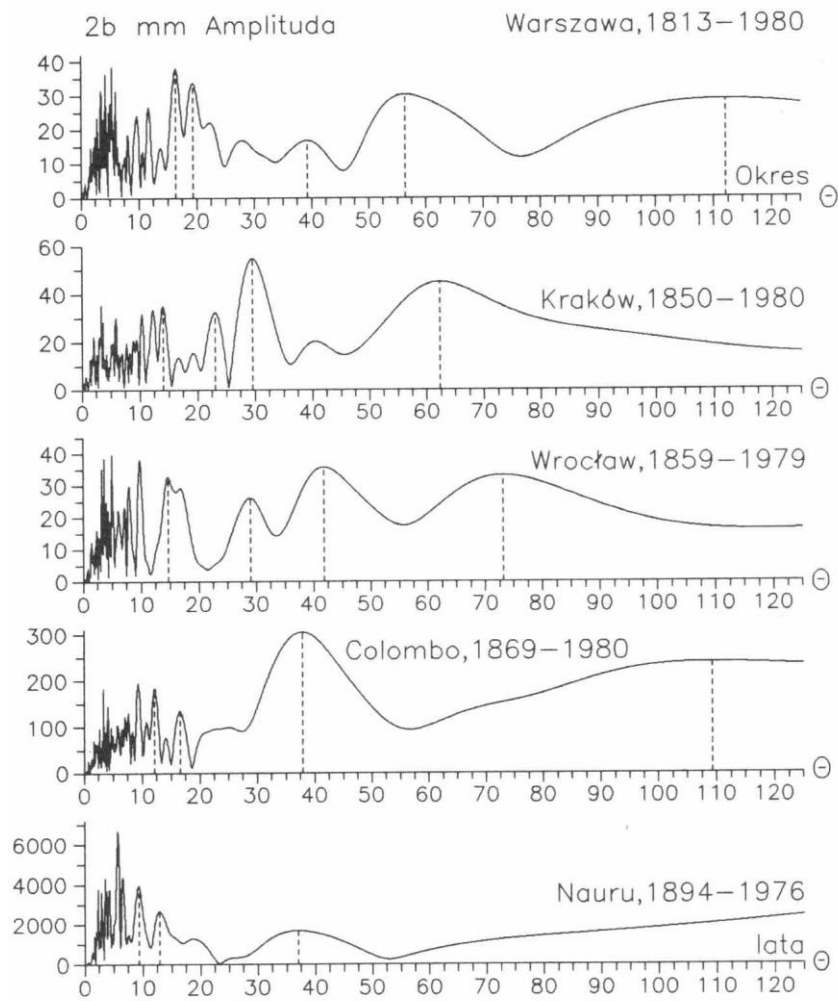 2b mm Amplituda Warszawa,1813–1980
40
30
20
10
0
Okres
0 10 20 30 40 50 60 70 80 90 100 110 120 Θ
60
40
20
0
Kraków,1850–1980
0 10 20 30 40 50 60 70 80 90 100 110 120 Θ
40
30
20
10
0
Wrocław,1859–1979
0 10 20 30 40 50 60 70 80 90 100 110 120 Θ
300
200
100
0
Colombo,1869–1980
0 10 20 30 40 50 60 70 80 90 100 110 120 Θ
6000
4000
2000
0
Nauru,1894–1976
lata
0 10 20 30 40 50 60 70 80 90 100 110 120 Θ